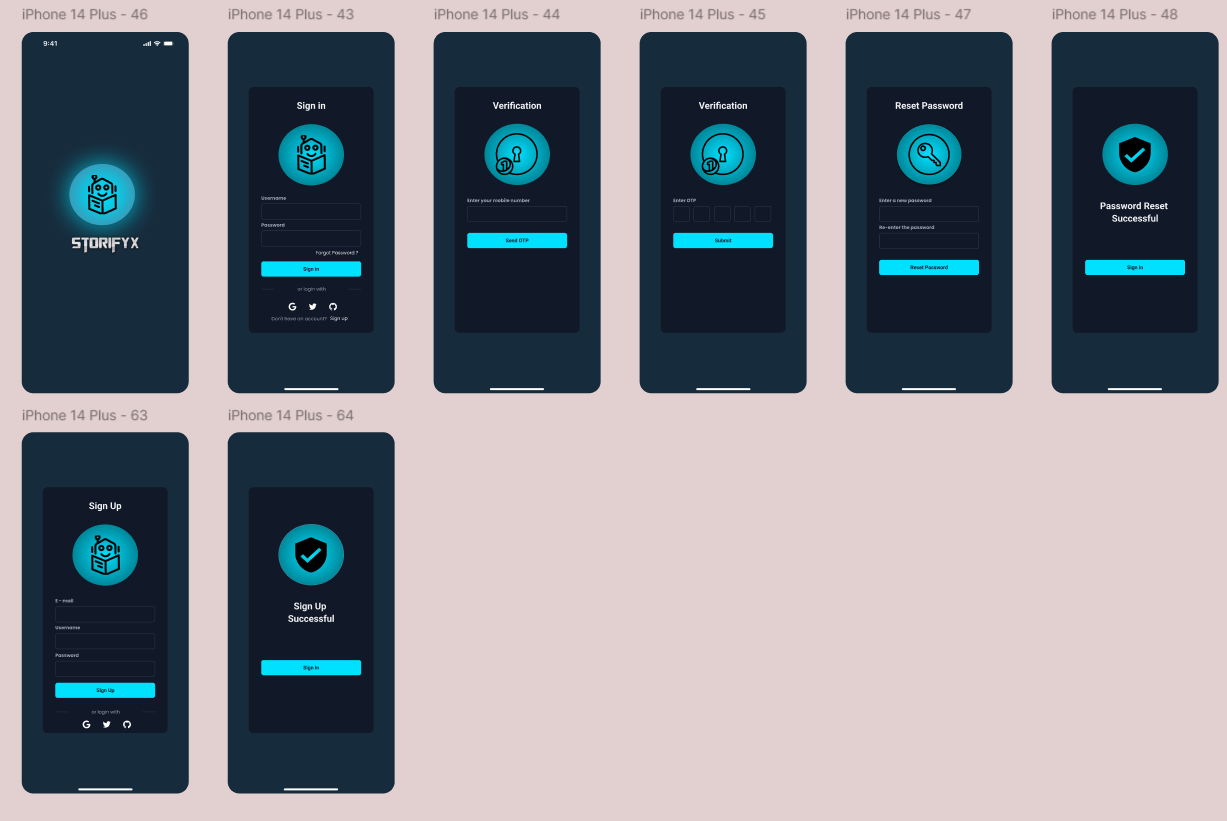 iPhone 14 Plus - 46
iPhone 14 Plus - 43
iPhone 14 Plus - 44
iPhone 14 Plus - 45
iPhone 14 Plus - 47
iPhone 14 Plus - 48
9:41
STORIFYX
Sign in
Username
Password
Forgot Password ?
Sign in
or login with
Don't have an account? Sign up
Verification
1
Enter your mobile number
Send OTP
Verification
1
Enter OTP
Submit
Reset Password
Enter a new password
Re-enter the password
Reset Password
Password Reset
Successful
Sign in
iPhone 14 Plus - 63
iPhone 14 Plus - 64
Sign Up
E - mail
Username
Password
Sign Up
or login with
Sign Up
Successful
Sign in